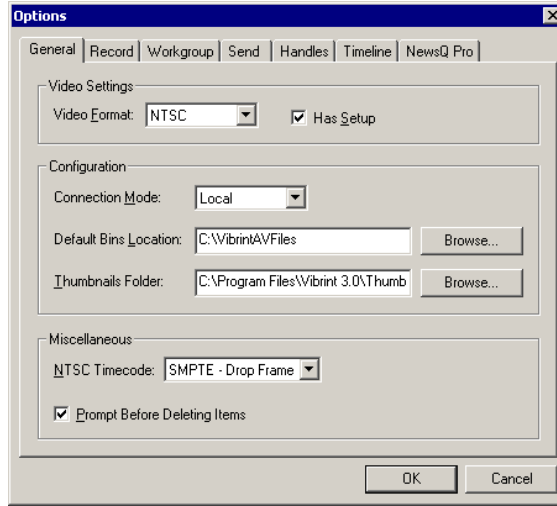 Options
General Record Workgroup Send Handles Timeline NewsQ Pro
Video Settings
Video Format: NTSC Has Setup
Configuration
Connection Mode: Local
Default Bins Location: C:\VibrintAVFiles Browse...
Thumbnails Folder: C:\Program Files\Vibrint 3.0\Thumb Browse...
Miscellaneous
NTSC Timecode: SMPTE - Drop Frame
Prompt Before Deleting Items
OK Cancel